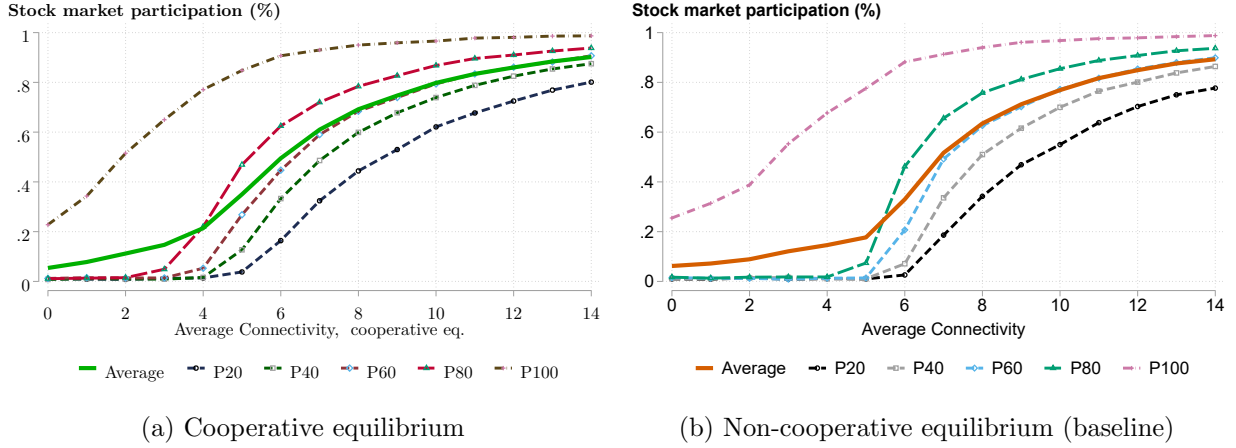 Stock market participation (%)
1
.8
.6
.4
.2
0
0 2 4 6 8 10 12 14
Average Connectivity, cooperative eq.
Average P20 P40 P60 P80 P100
(a) Cooperative equilibrium
Stock market participation (%)
1
.8
.6
.4
.2
0
0 2 4 6 8 10 12 14
Average Connectivity
Average P20 P40 P60 P80 P100
(b) Non-cooperative equilibrium (baseline)